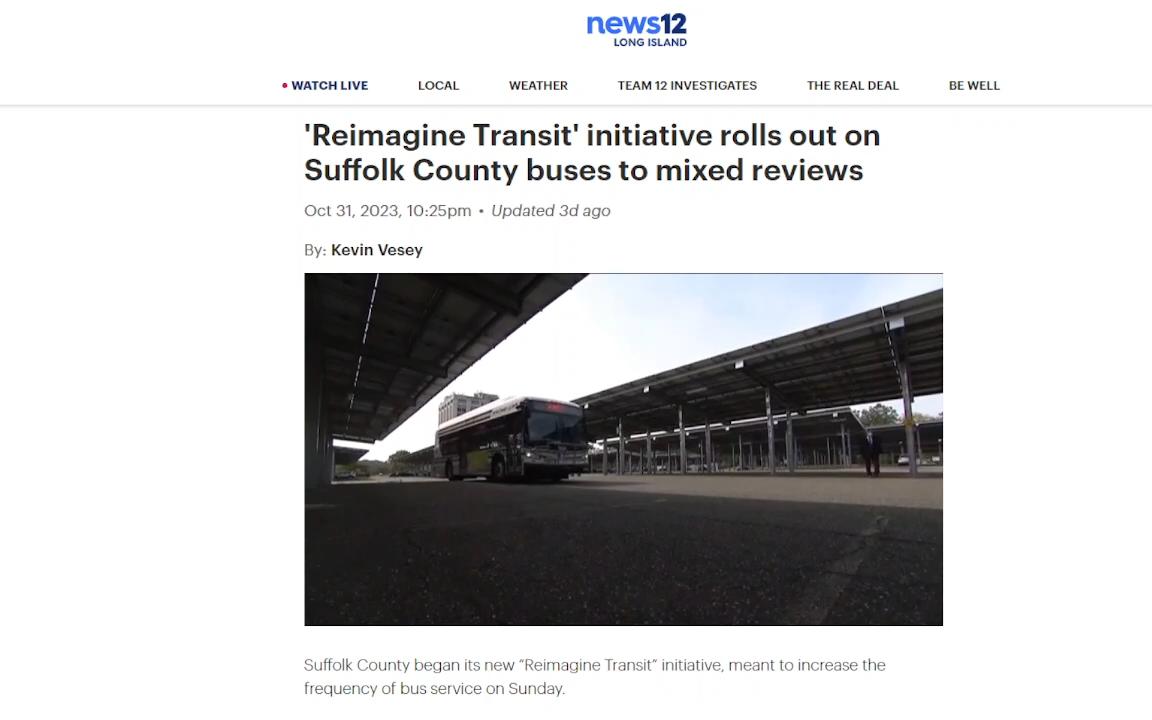 news12
LONG ISLAND
• WATCH LIVE LOCAL WEATHER TEAM 12 INVESTIGATES THE REAL DEAL BE WELL
'Reimagine Transit' initiative rolls out on
Suffolk County buses to mixed reviews
Oct 31, 2023, 10:25pm • Updated 3d ago
By: Kevin Vesey
Suffolk County began its new “Reimagine Transit” initiative, meant to increase the
frequency of bus service on Sunday.